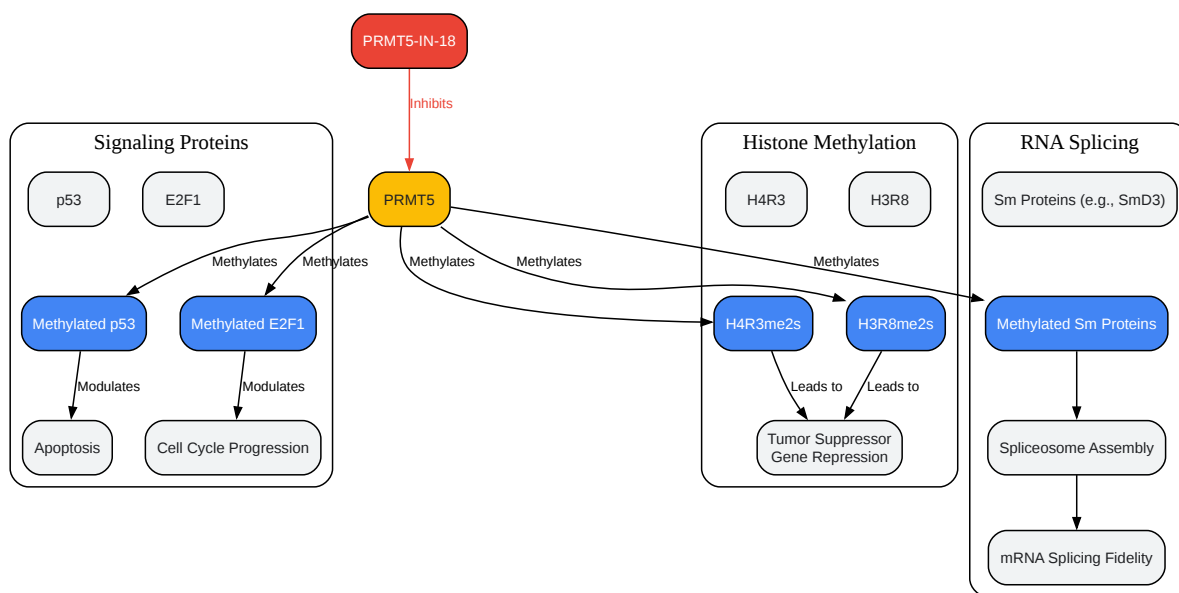 PRMT5-IN-18
Inhibits
Signaling Proteins
Histone Methylation
RNA Splicing
p53
E2F1
PRMT5
H4R3
H3R8
Sm Proteins (e.g., SmD3)
Methylates
Methylates
Methylates
Methylates
Methylates
Methylated p53
Methylated E2F1
H4R3me2s
H3R8me2s
Methylated Sm Proteins
Modulates
Modulates
Leads to
Leads to
Apoptosis
Cell Cycle Progression
Tumor Suppressor
Gene Repression
Spliceosome Assembly
mRNA Splicing Fidelity